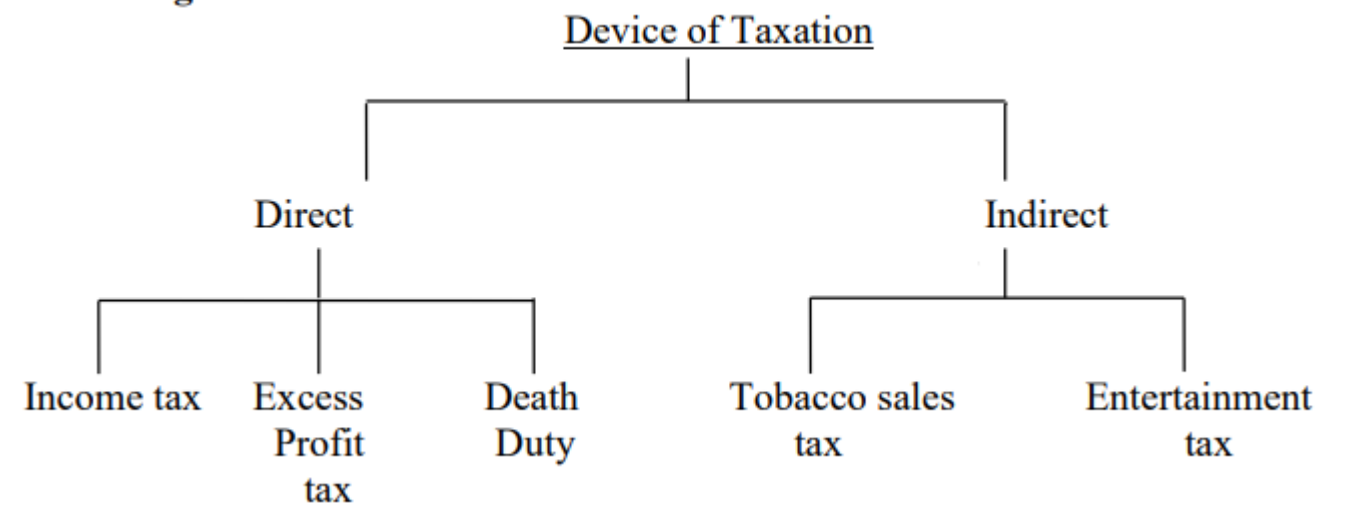 Device of Taxation
Direct
Indirect
Income tax
Excess
Profit
tax
Death
Duty
Tobacco sales
tax
Entertainment
tax